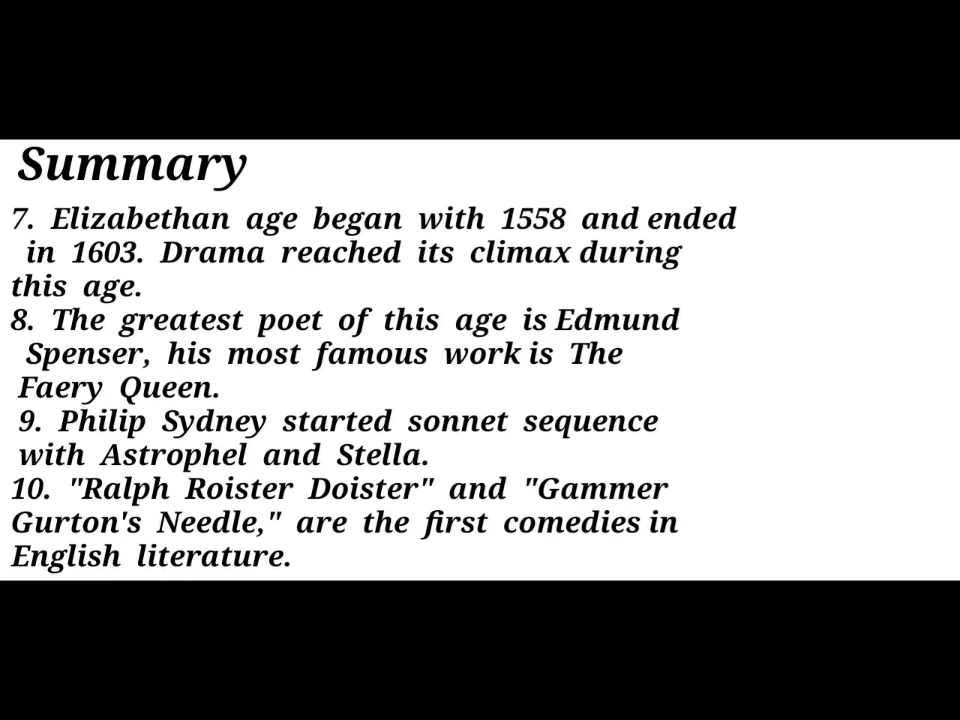 Summary
7. Elizabethan age began with 1558 and ended
in 1603. Drama reached its climax during
this age.
8. The greatest poet of this age is Edmund
Spenser, his most famous work is The
Faery Queen.
9. Philip Sydney started sonnet sequence
with Astrophel and Stella.
10. "Ralph Roister Doister" and "Gammer
Gurton's Needle," are the first comedies in
English literature.